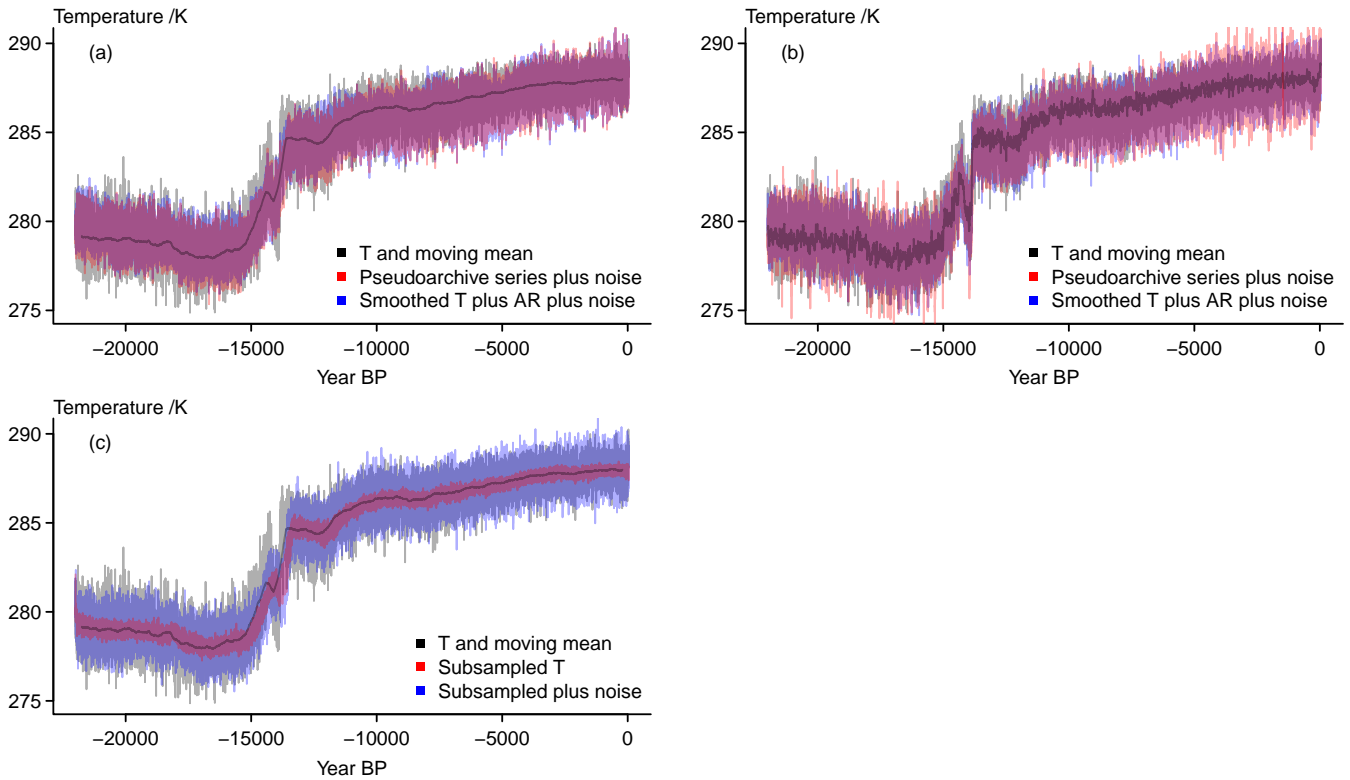 Temperature /K
(a)
290
285
280
275
T and moving mean
Pseudoarchive series plus noise
Smoothed T plus AR plus noise
−20000 −15000 −10000 −5000 0
Year BP
Temperature /K
(b)
290
285
280
275
T and moving mean
Pseudoarchive series plus noise
Smoothed T plus AR plus noise
−20000 −15000 −10000 −5000 0
Year BP
Temperature /K
(c)
290
285
280
275
T and moving mean
Subsampled T
Subsampled plus noise
−20000 −15000 −10000 −5000 0
Year BP